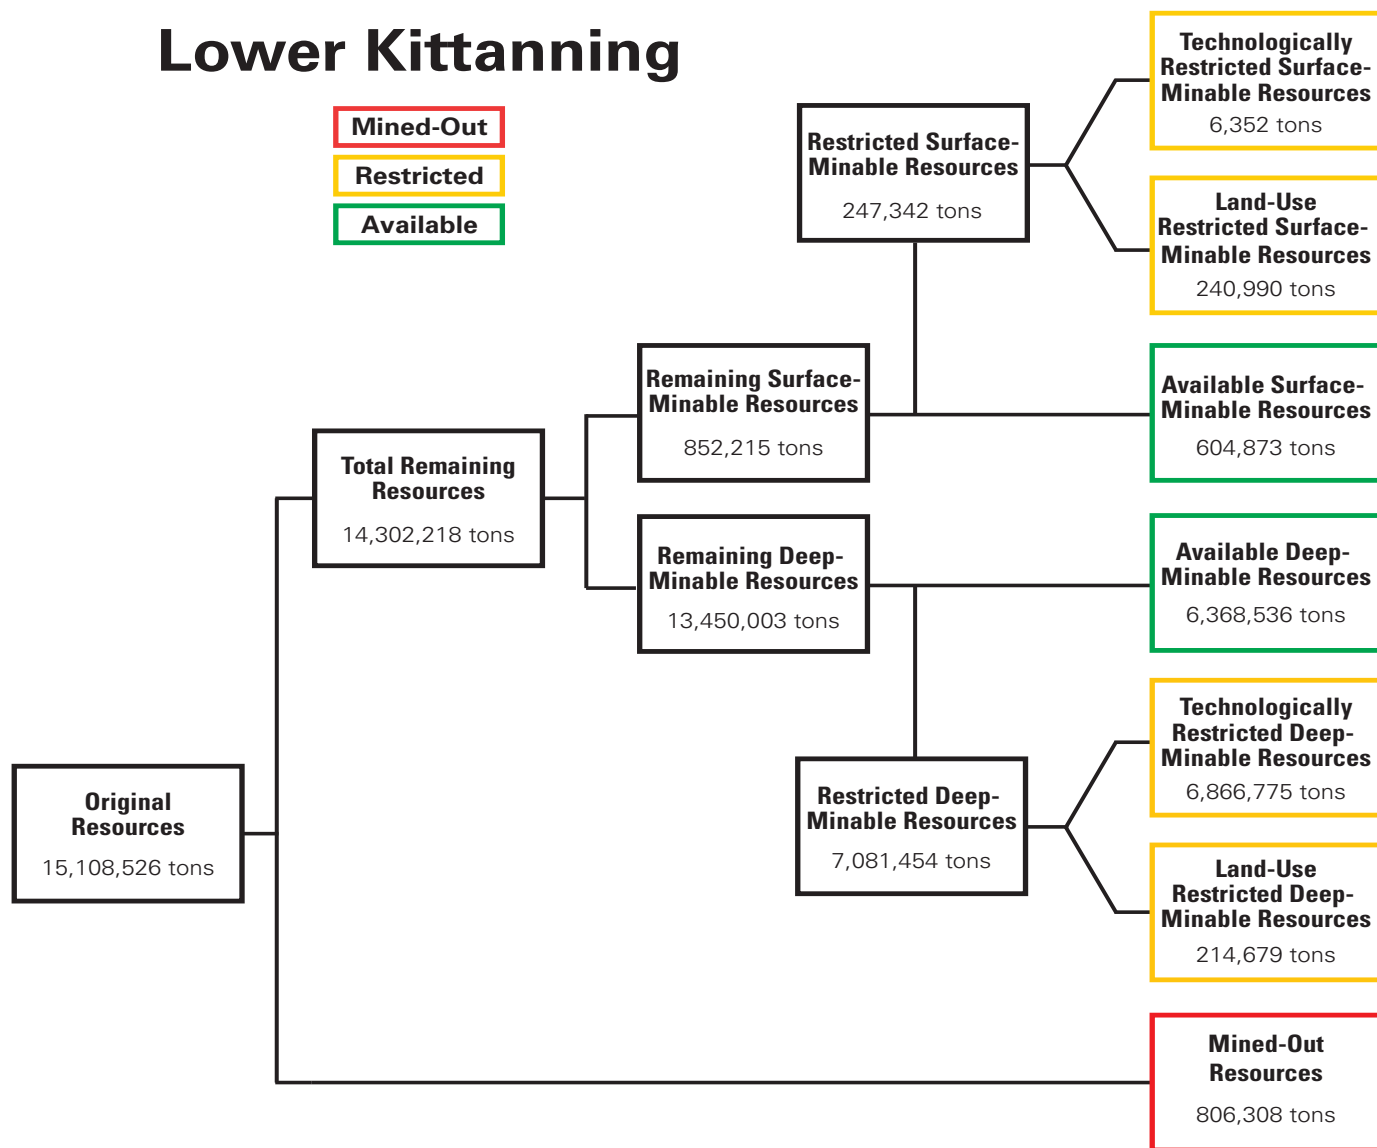 Lower Kittanning
Mined-Out
Restricted
Available
Technologically
Restricted Surface-
Minable Resources
6,352 tons
Restricted Surface-
Minable Resources
247,342 tons
Land-Use
Restricted Surface-
Minable Resources
240,990 tons
Remaining Surface-
Minable Resources
852,215 tons
Available Surface-
Minable Resources
604,873 tons
Total Remaining
Resources
14,302,218 tons
Remaining Deep-
Minable Resources
13,450,003 tons
Available Deep-
Minable Resources
6,368,536 tons
Technologically
Restricted Deep-
Minable Resources
6,866,775 tons
Original
Resources
15,108,526 tons
Restricted Deep-
Minable Resources
7,081,454 tons
Land-Use
Restricted Deep-
Minable Resources
214,679 tons
Mined-Out
Resources
806,308 tons